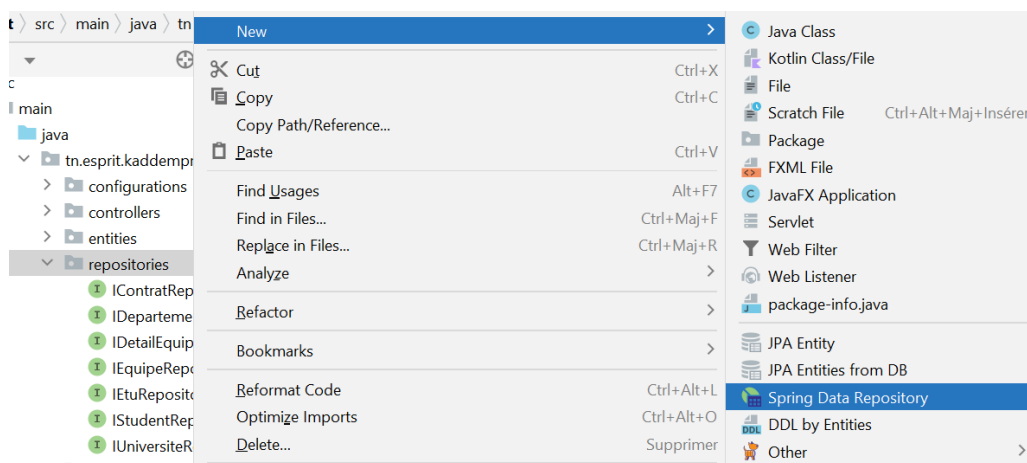 t 〉 src 〉 main 〉 java 〉 tn
c
main
java
tn.esprit.kaddempr
configurations
controllers
entities
repositories
IContratRep
IDeparteme
IDetailEquip
IEquipeRepo
IEtuReposito
IStudentRep
IUniversiteR
New
Cut Ctrl+X
Copy Ctrl+C
Copy Path/Reference...
Paste Ctrl+V
Find Usages Alt+F7
Find in Files... Ctrl+Maj+F
Replace in Files... Ctrl+Maj+R
Analyze
Refactor
Bookmarks
Reformat Code Ctrl+Alt+L
Optimize Imports Ctrl+Alt+O
Delete... Supprimer
Java Class
Kotlin Class/File
File
Scratch File Ctrl+Alt+Maj+Insérer
Package
FXML File
JavaFX Application
Servlet
Web Filter
Web Listener
package-info.java
JPA Entity
JPA Entities from DB
Spring Data Repository
DDL by Entities
Other